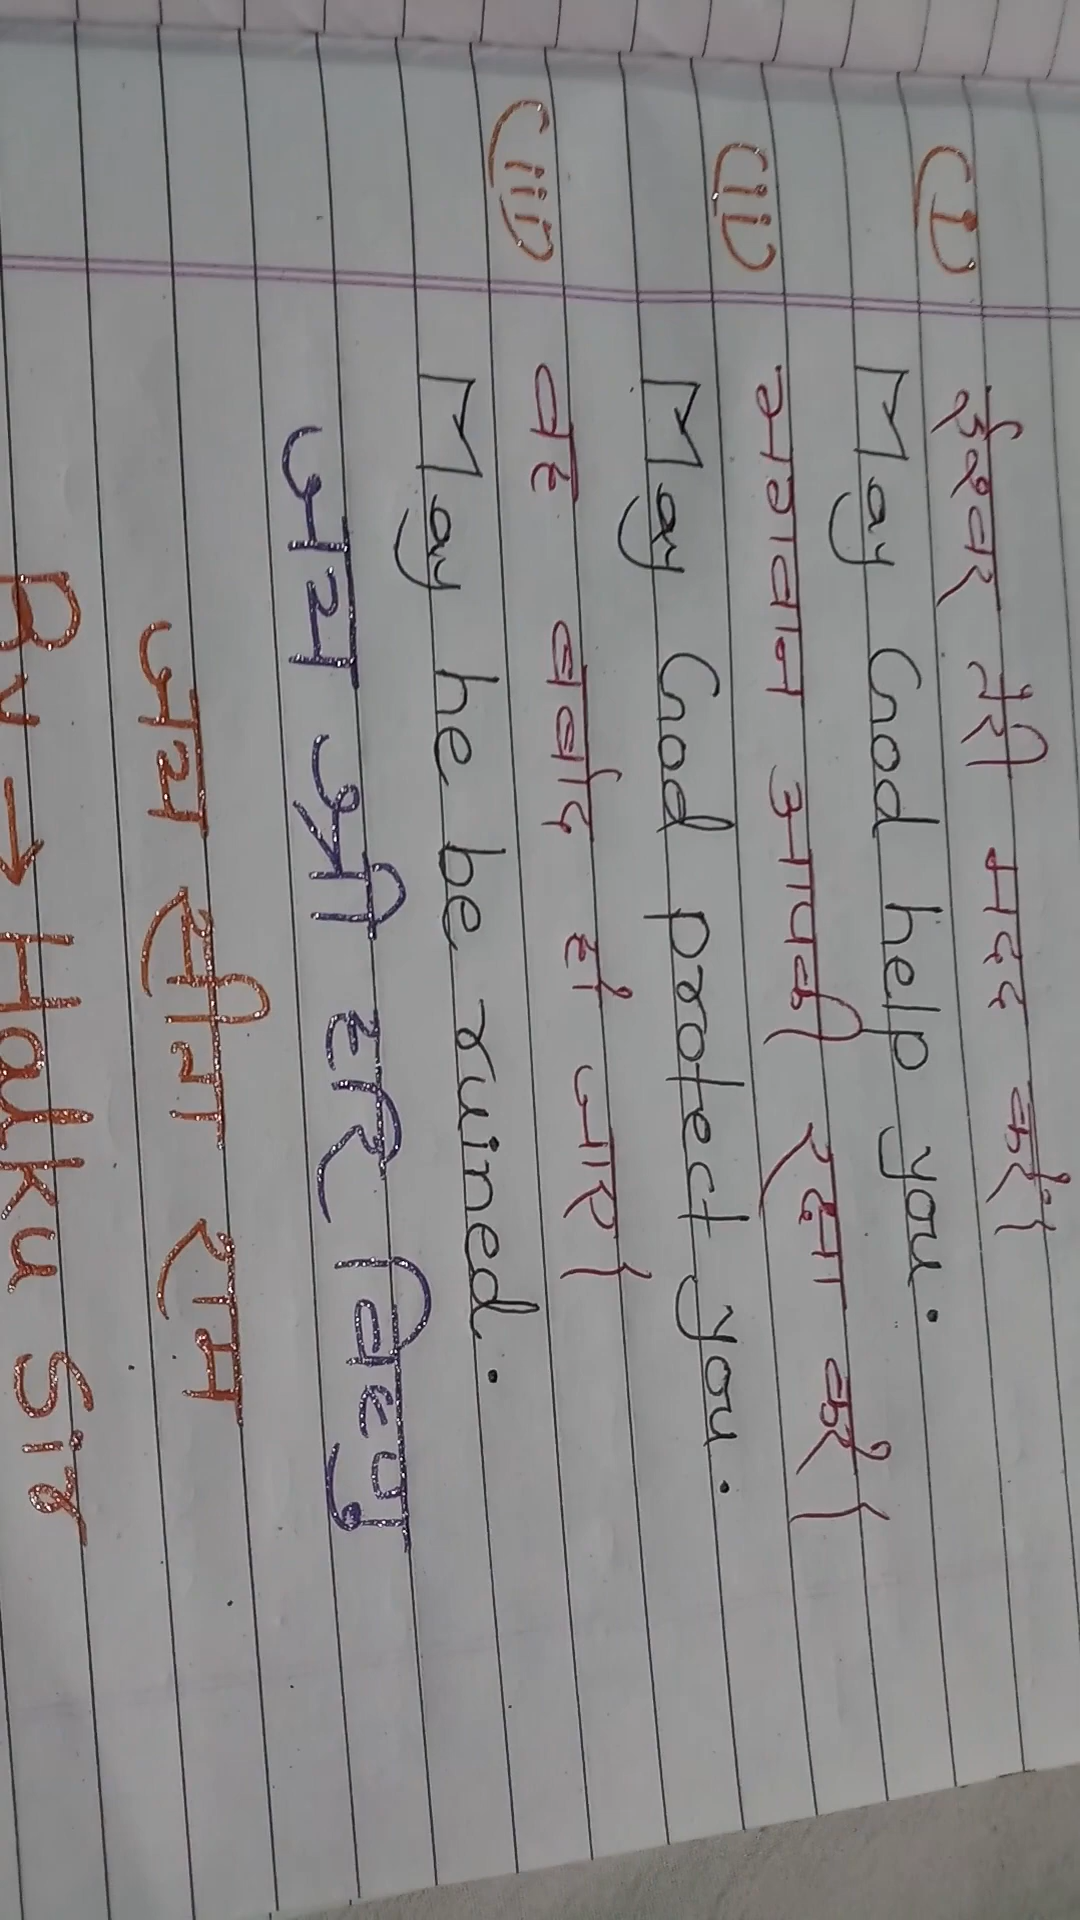 (i) ईश्वर तेरी मदद करें।
May God help you.
(ii) भगवान आपकी रक्षा करें।
May God protect you.
(iii) वह बर्बाद हो जाए।
May he be ruined.
जय श्री हरि विष्णु
जय सीता राम
By → Halku Sir